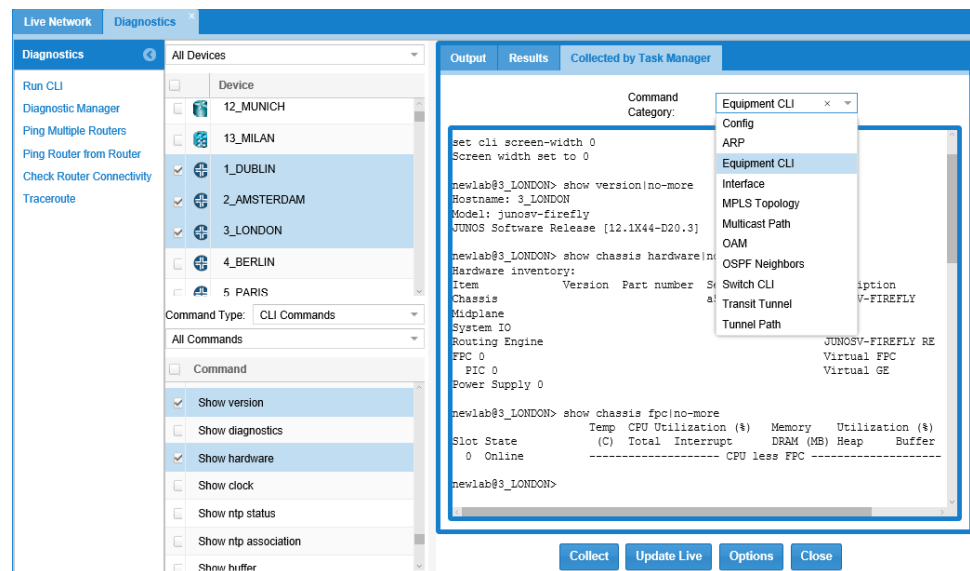 Live Network
Diagnostics
Diagnostics
Run CLI
Diagnostic Manager
Ping Multiple Routers
Ping Router from Router
Check Router Connectivity
Traceroute
All Devices
Device
12_MUNICH
13_MILAN
1_DUBLIN
2_AMSTERDAM
3_LONDON
4_BERLIN
5_PARIS
Command Type: CLI Commands
All Commands
Command
Show version
Show diagnostics
Show hardware
Show clock
Show ntp status
Show ntp association
Show buffer
Output Results Collected by Task Manager
Command
Category:
Equipment CLI ×
Config
ARP
Equipment CLI
Interface
MPLS Topology
Multicast Path
OAM
OSPF Neighbors
Switch CLI
Transit Tunnel
Tunnel Path
set cli screen-width 0
Screen width set to 0
newlab@3_LONDON> show version|no-more
Hostname: 3_LONDON
Model: junosv-firefly
JUNOS Software Release [12.1X44-D20.3]
newlab@3_LONDON> show chassis hardware|no
Hardware inventory:
Item Version Part number
Chassis
Midplane
System IO
Routing Engine JUNOSV-FIREFLY RE
FPC 0 Virtual FPC
PIC 0 Virtual GE
Power Supply 0
newlab@3_LONDON> show chassis fpc|no-more
Temp CPU Utilization (%) Memory Utilization (%)
Slot State (C) Total Interrupt DRAM (MB) Heap Buffer
0 Online -------------------- CPU less FPC --------------------
newlab@3_LONDON>
Collect Update Live Options Close